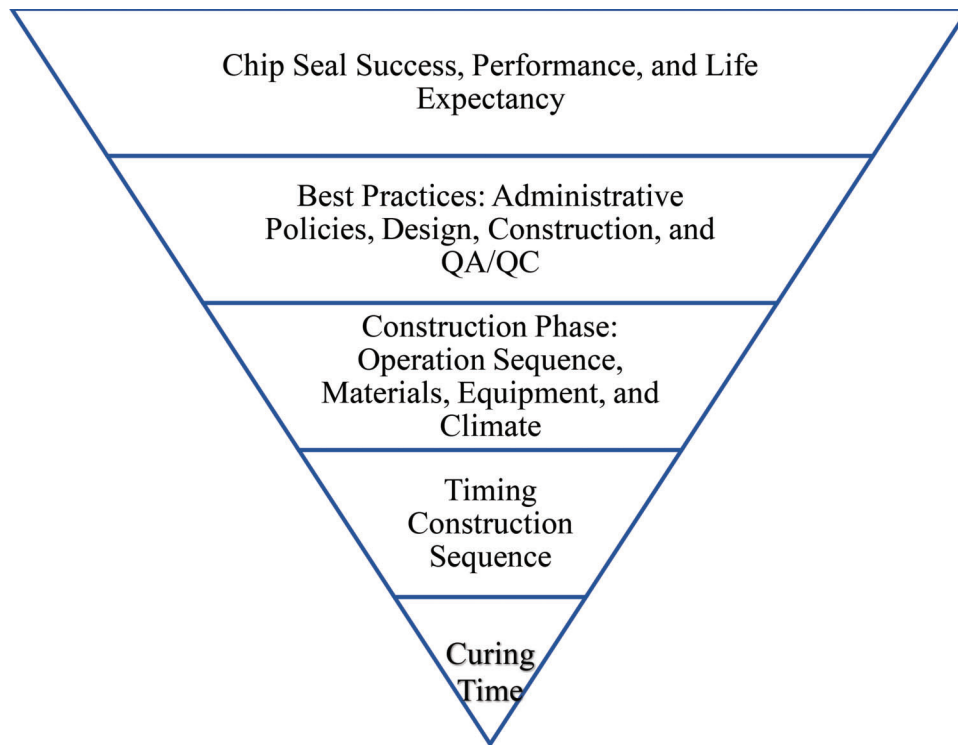 Chip Seal Success, Performance, and Life
Expectancy
Best Practices: Administrative
Policies, Design, Construction, and
QA/QC
Construction Phase:
Operation Sequence,
Materials, Equipment, and
Climate
Timing
Construction
Sequence
Curing
Time